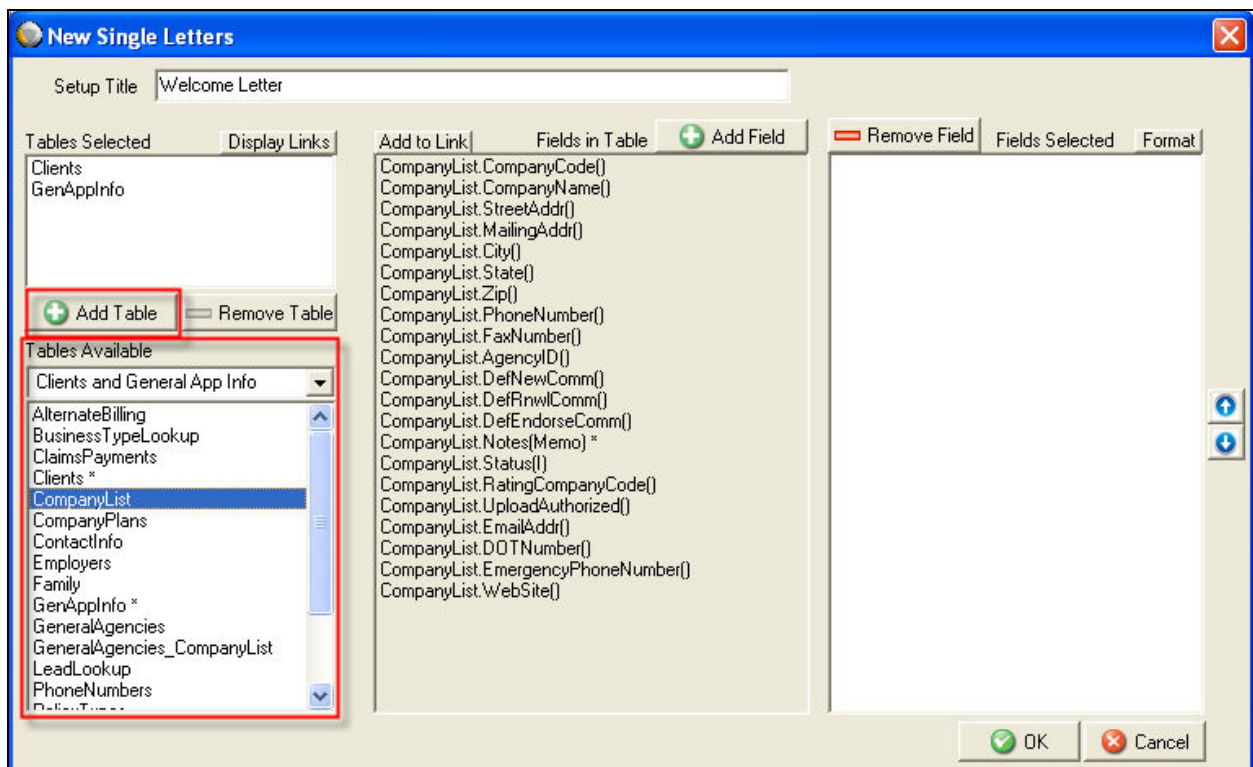 New Single Letters
Setup Title Welcome Letter
Tables Selected Display Links
Clients
GenAppInfo
Add Table Remove Table
Tables Available
Clients and General App Info
AlternateBilling
BusinessTypeLookup
ClaimsPayments
Clients *
CompanyList
CompanyPlans
ContactInfo
Employers
Family
GenAppInfo *
GeneralAgencies
GeneralAgencies_CompanyList
LeadLookup
PhoneNumbers
Add to Link Fields in Table Add Field
CompanyList.CompanyCode()
CompanyList.CompanyName()
CompanyList.StreetAddr()
CompanyList.MailingAddr()
CompanyList.City()
CompanyList.State()
CompanyList.Zip()
CompanyList.PhoneNumber()
CompanyList.FaxNumber()
CompanyList.AgencyID()
CompanyList.DefNewComm()
CompanyList.DefRnwlComm()
CompanyList.DefEndorseComm()
CompanyList.Notes(Memo) *
CompanyList.Status(I)
CompanyList.RatingCompanyCode()
CompanyList.UploadAuthorized()
CompanyList.EmailAddr()
CompanyList.DOTNumber()
CompanyList.EmergencyPhoneNumber()
CompanyList.WebSite()
Remove Field Fields Selected Format
OK Cancel